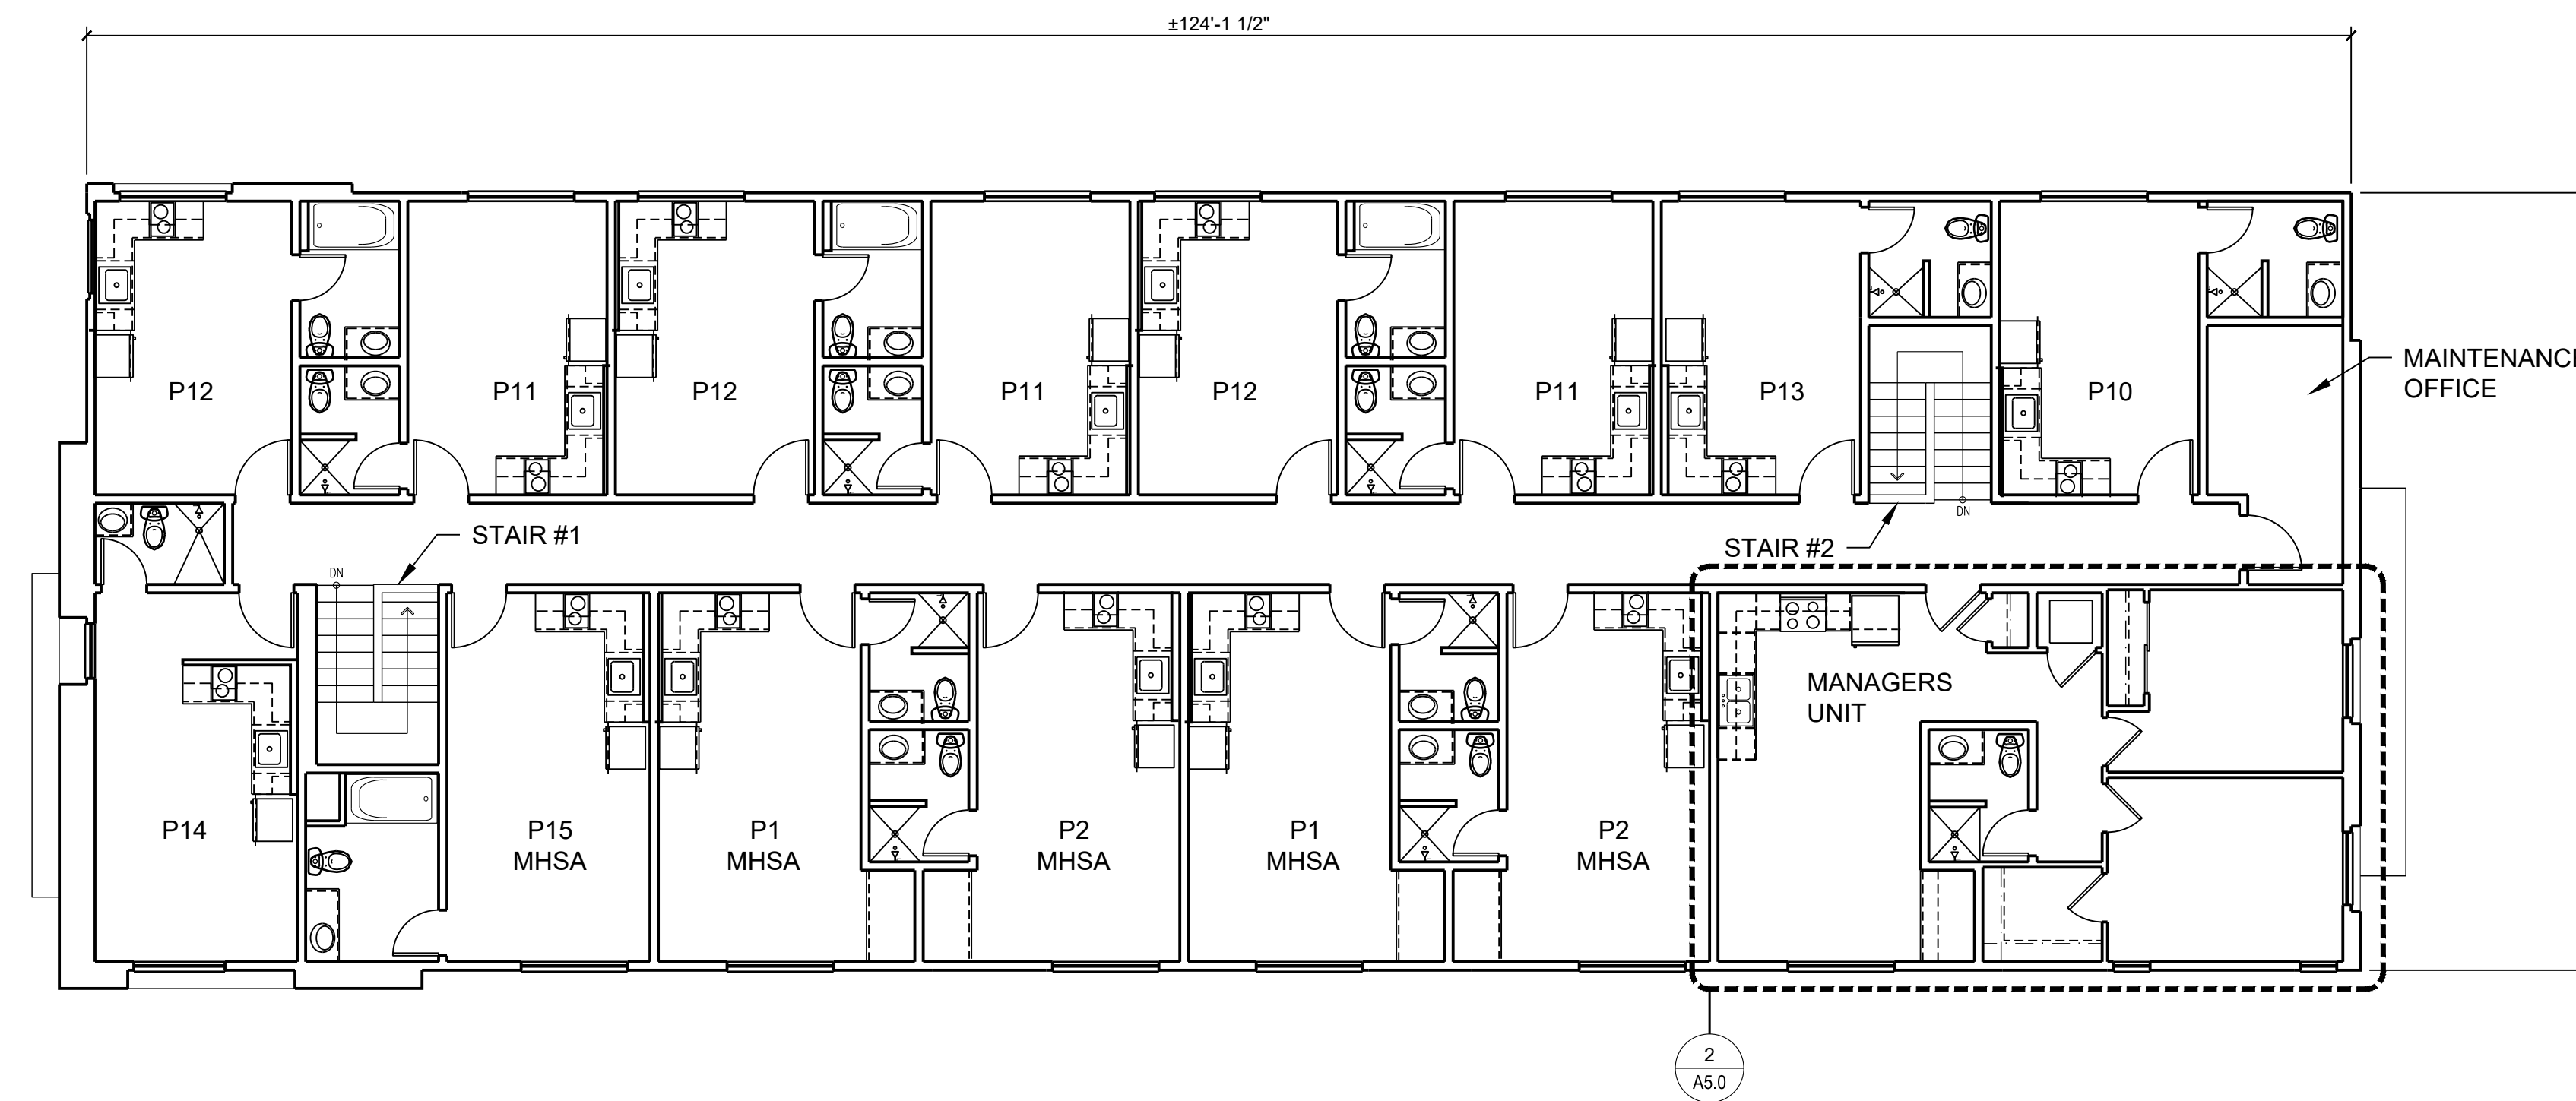 ±124'-1 1/2"
P12
P11
P12
P11
P12
P11
P13
P10
OFFICE
STAIR #1
STAIR #2
DN
DN
MANAGERS
UNIT
P14
P15
MHSA
P1
MHSA
P2
MHSA
P1
MHSA
P2
MHSA
2
A5.0